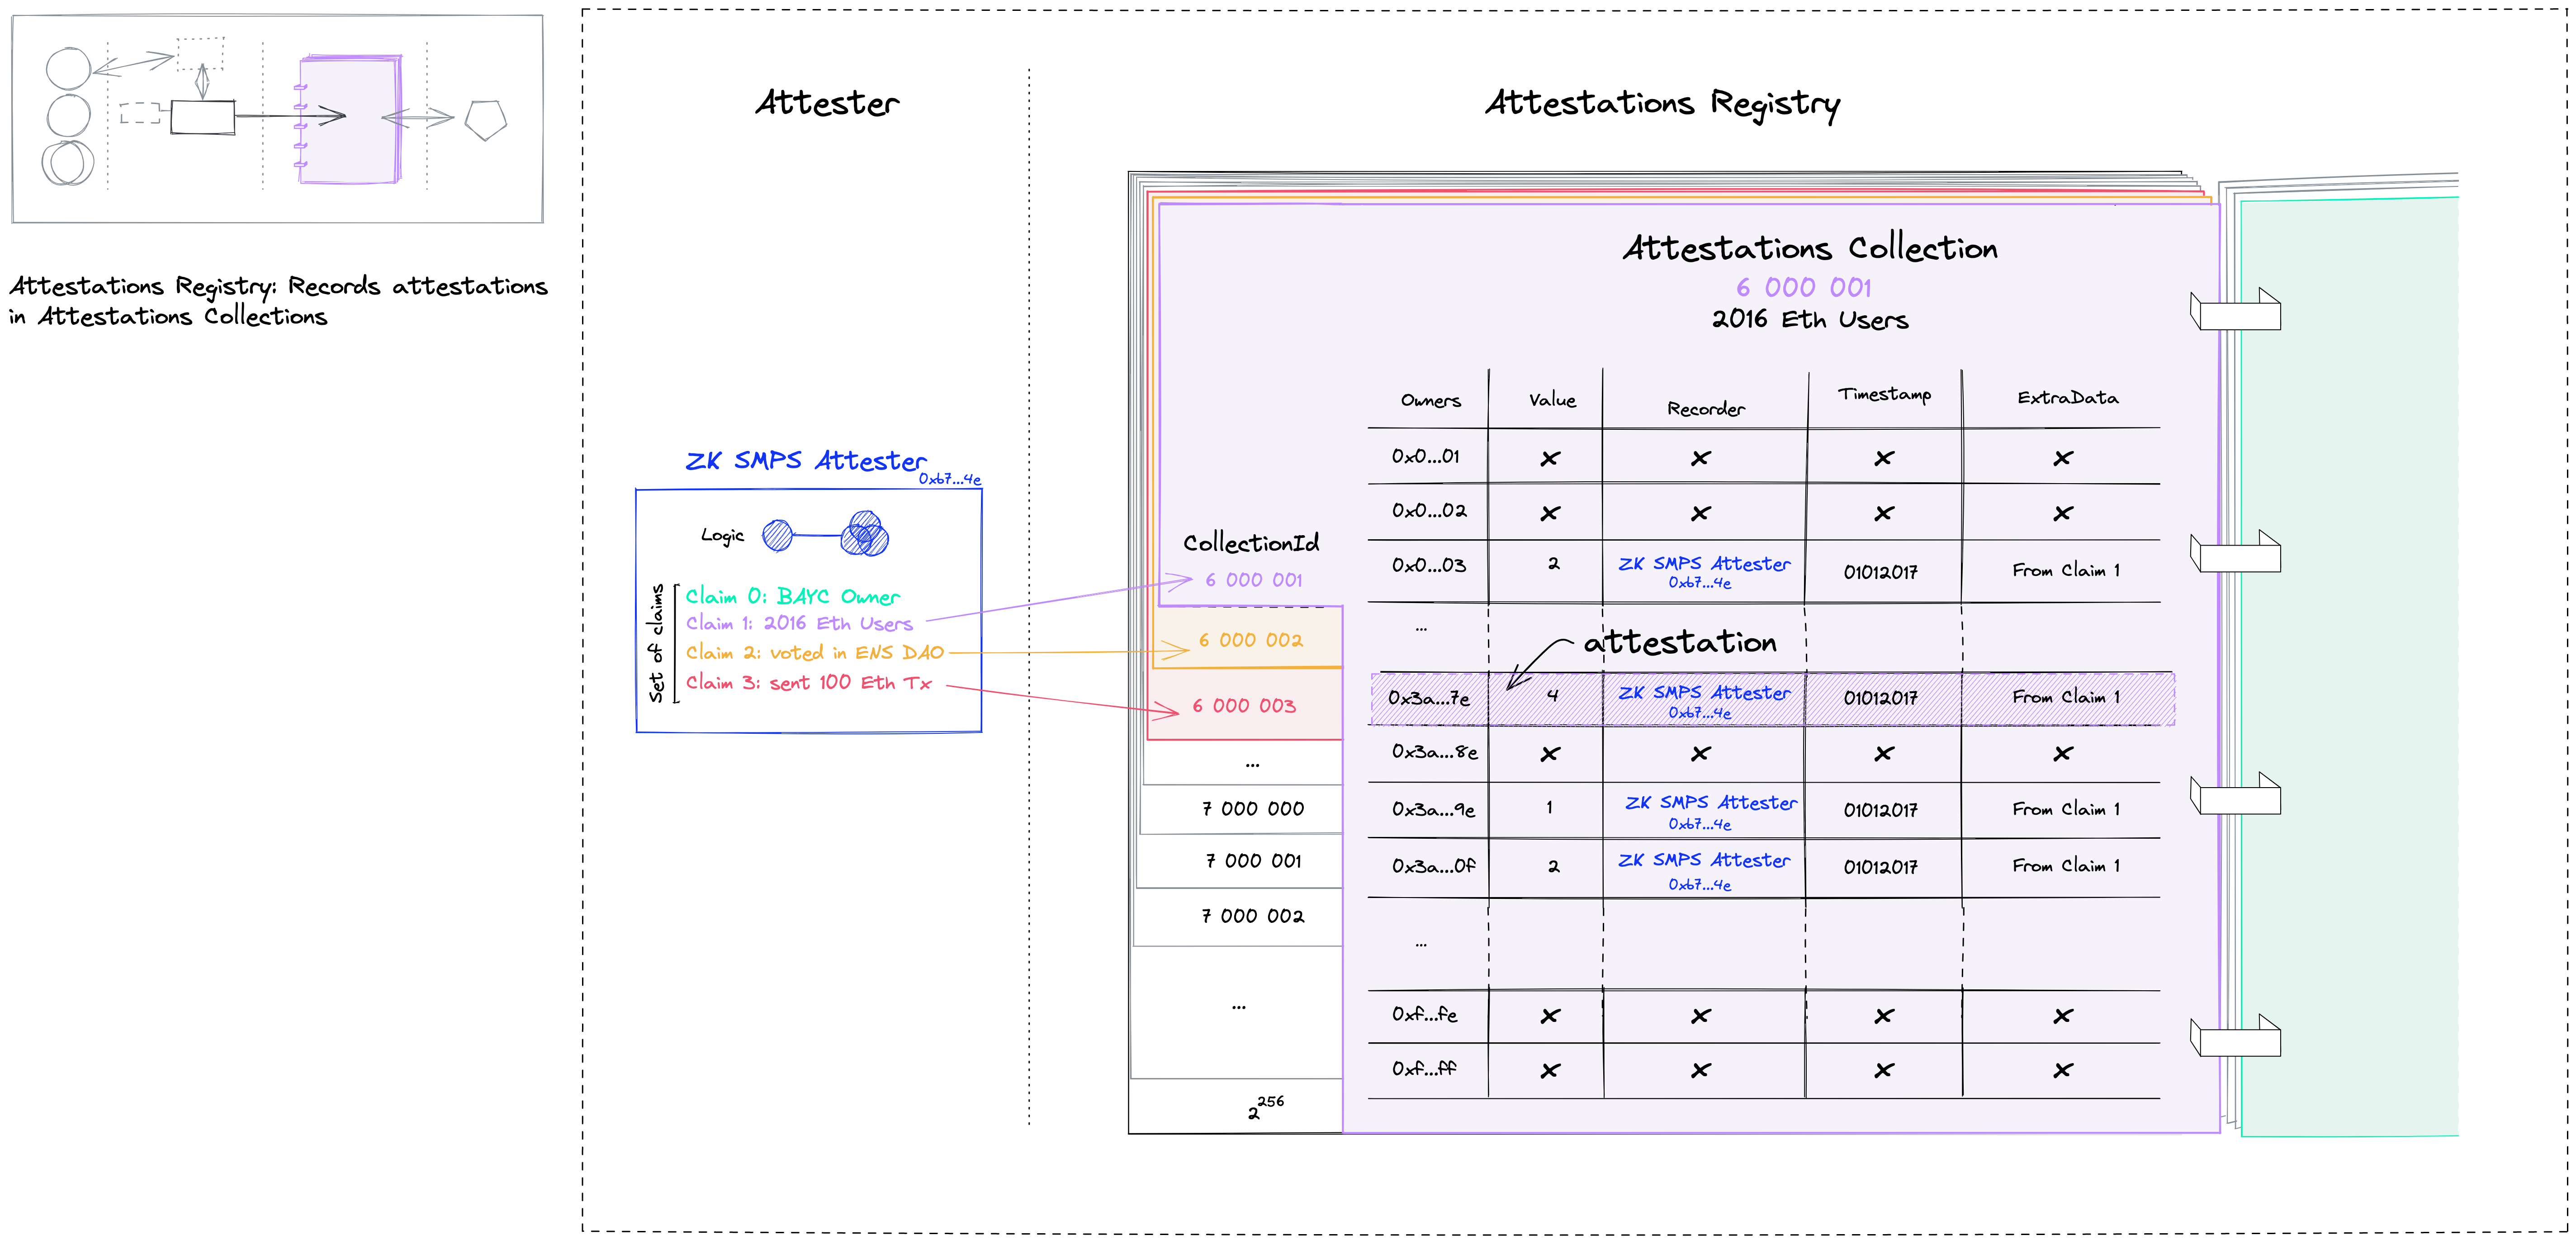 Attestations Registry: Records attestations
in Attestations Collections
Attester
ZK SMPS Attester
0xb7...4e
Logic
Set of claims
Claim 0: BAYC Owner
Claim 1: 2016 Eth Users
Claim 2: voted in ENS DAO
Claim 3: sent 100 Eth Tx
Attestations Registry
CollectionId
6 000 001
6 000 002
6 000 003
...
7 000 000
7 000 001
7 000 002
...
2^256
Attestations Collection
6 000 001
2016 Eth Users
Owners Value Recorder Timestamp ExtraData
0x0...01 x x x x
0x0...02 x x x x
0x0...03 2 ZK SMPS Attester 01012017 From Claim 1
0xb7...4e
...
attestation
0x3a...7e 4 ZK SMPS Attester 01012017 From Claim 1
0xb7...4e
0x3a...8e x x x x
0x3a...9e 1 ZK SMPS Attester 01012017 From Claim 1
0xb7...4e
0x3a...0f 2 ZK SMPS Attester 01012017 From Claim 1
0xb7...4e
...
0xf...fe x x x x
0xf...ff x x x x